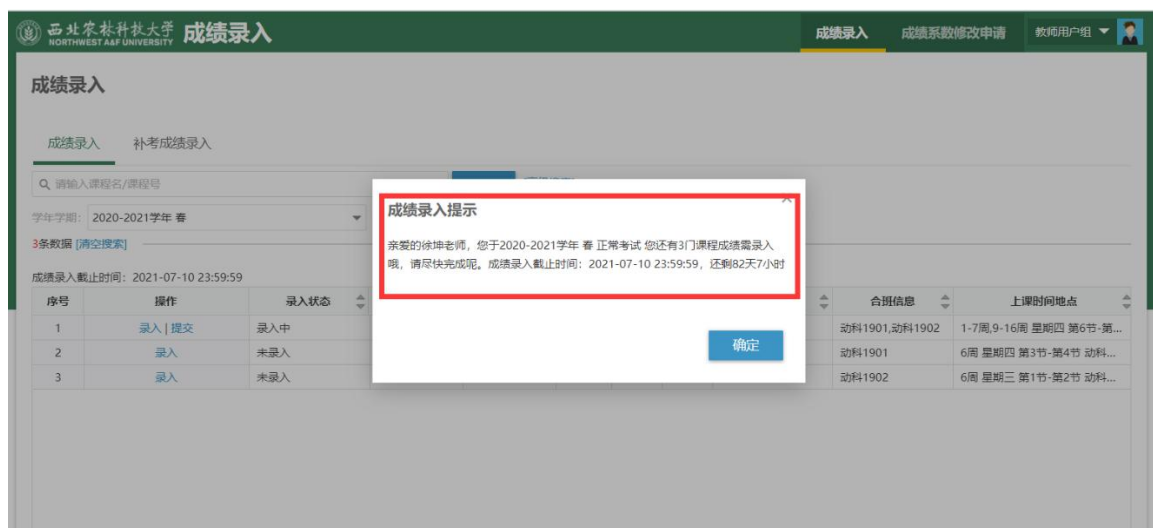 西北农林科技大学 成绩录入 成绩录入 成绩系数修改申请 教师用户组
NORTHWEST A&F UNIVERSITY
成绩录入
成绩录入 补考成绩录入
请输入课程名/课程号
学年学期: 2020-2021学年 春
3条数据 [清空搜索]
成绩录入截止时间: 2021-07-10 23:59:59
序号 操作 录入状态 合班信息 上课时间地点
1 录入 | 提交 录入中 动科1901,动科1902 1-7周,9-16周 星期四 第6节-第...
2 录入 未录入 动科1901 6周 星期四 第3节-第4节 动科...
3 录入 未录入 动科1902 6周 星期三 第1节-第2节 动科...
成绩录入提示
亲爱的徐坤老师, 您于2020-2021学年 春 正常考试 您还有3门课程成绩需录入
哦, 请尽快完成呢。成绩录入截止时间: 2021-07-10 23:59:59, 还剩82天7小时
确定